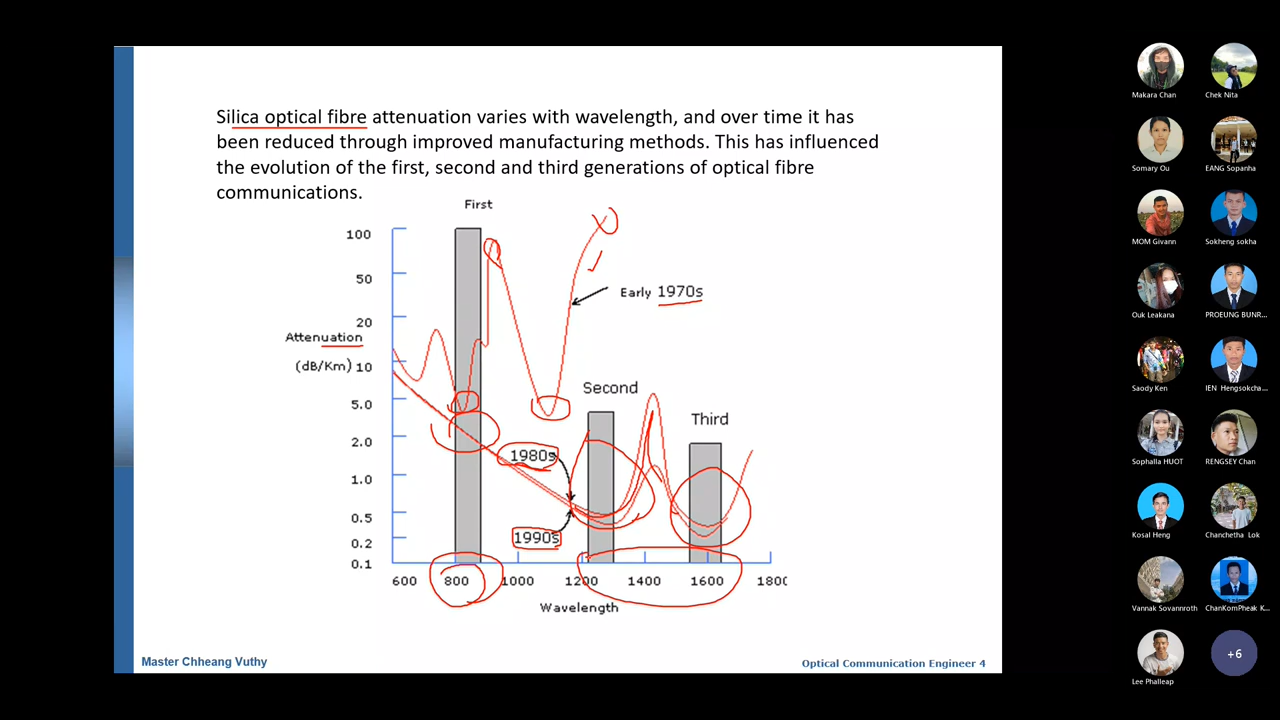 Silica optical fibre attenuation varies with wavelength, and over time it has
been reduced through improved manufacturing methods. This has influenced
the evolution of the first, second and third generations of optical fibre
communications.
First
100
50
20
Attenuation
(dB/Km) 10
5.0
2.0
1.0
0.5
0.2
0.1
Early 1970s
Second
Third
1980s
1990s
600 800 1000 1200 1400 1600 1800
Wavelength
Master Chheang Vuthy
Optical Communication Engineer 4
Makara Chan
Chek Nita
Somary Ou
EANG Sopanha
MOM Givann
Sokheng sokha
Ouk Leakana
PROEUNG BUNR...
Saody Ken
IEN Hengsokcha...
Sophalla HUOT
RENGSEY Chan
Kosal Heng
Chanchetha Lok
Vannak Sovannroth
ChanKomPheak K...
Lee Phalleap
+6